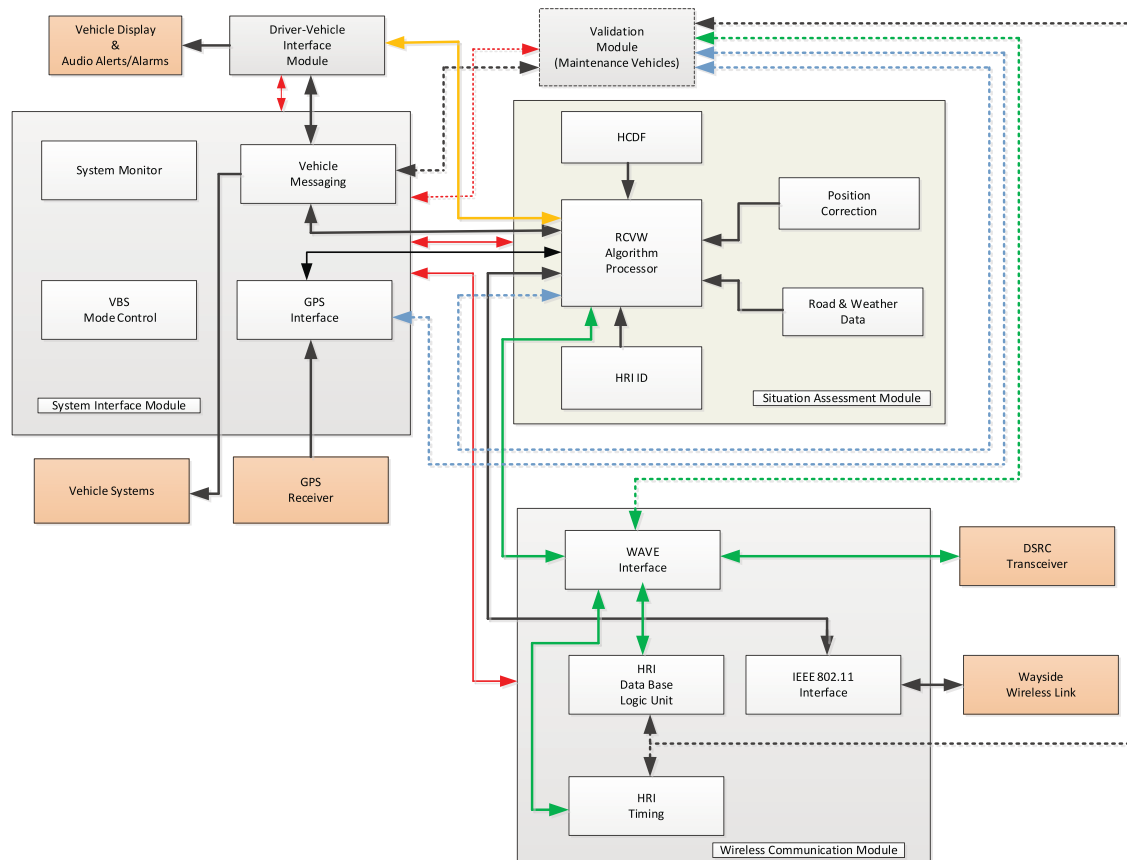 Vehicle Display
&
Audio Alerts/Alarms
Driver-Vehicle
Interface
Module
Validation
Module
(Maintenance Vehicles)
System Monitor
Vehicle
Messaging
VBS
Mode Control
GPS
Interface
System Interface Module
HCDF
RCVW
Algorithm
Processor
Position
Correction
Road & Weather
Data
HRI ID
Situation Assessment Module
Vehicle Systems
GPS
Receiver
WAVE
Interface
DSRC
Transceiver
HRI
Data Base
Logic Unit
IEEE 802.11
Interface
Wayside
Wireless Link
HRI
Timing
Wireless Communication Module